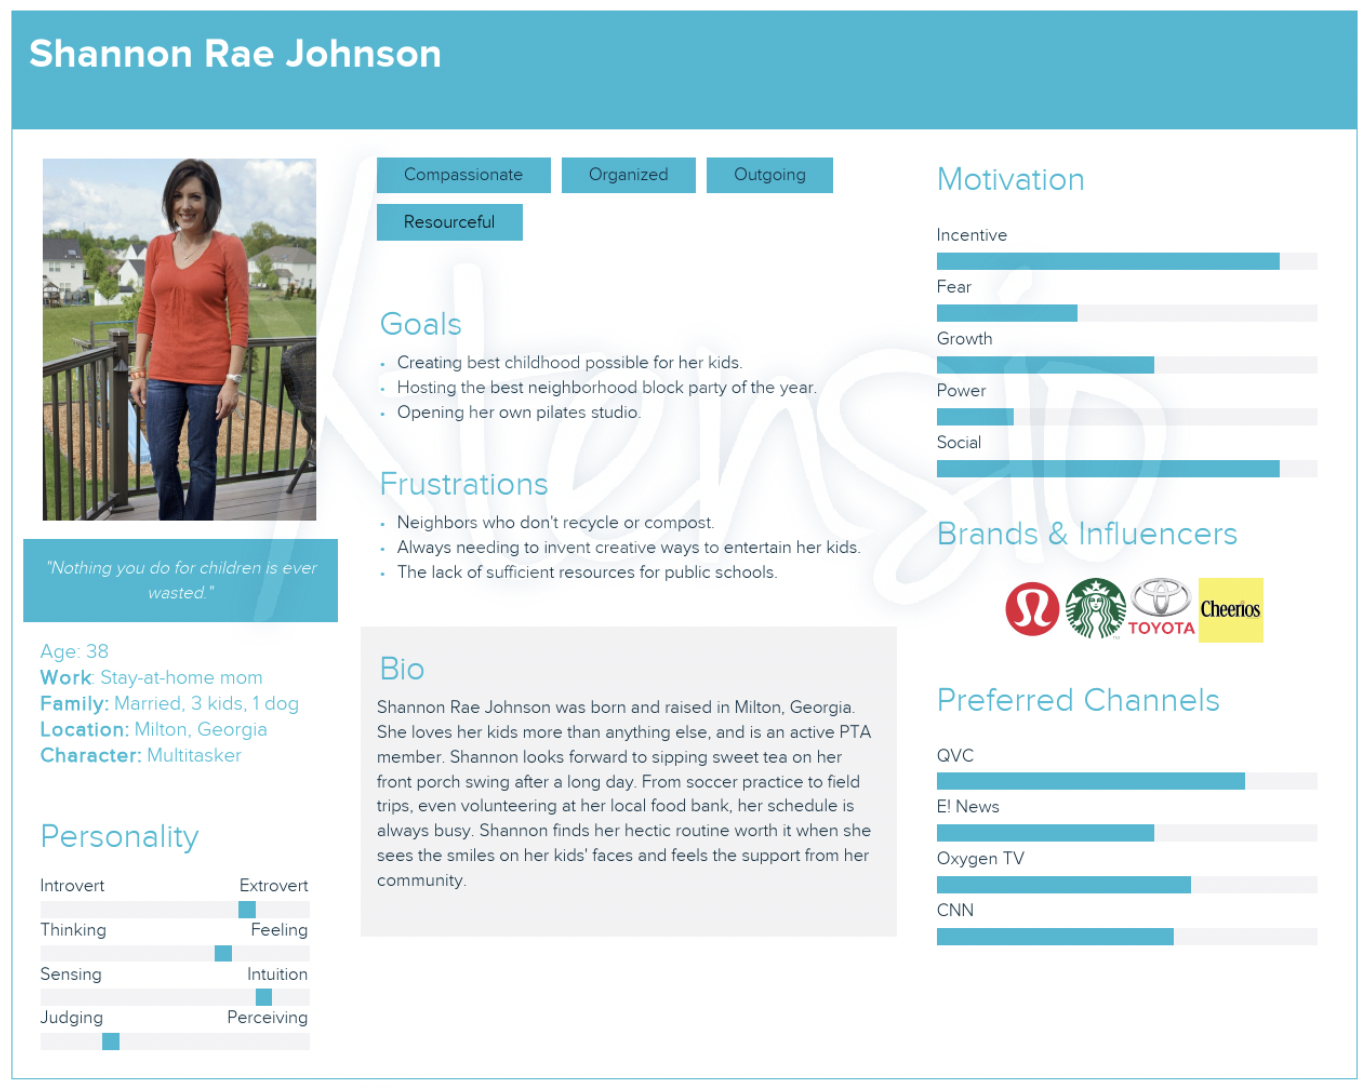 Shannon Rae Johnson
"Nothing you do for children is ever
wasted."
Age: 38
Work: Stay-at-home mom
Family: Married, 3 kids, 1 dog
Location: Milton, Georgia
Character: Multitasker
Personality
Introvert Extrovert
Thinking Feeling
Sensing Intuition
Judging Perceiving
Compassionate Organized Outgoing
Resourceful
Goals
• Creating best childhood possible for her kids.
• Hosting the best neighborhood block party of the year.
• Opening her own pilates studio.
Frustrations
• Neighbors who don't recycle or compost.
• Always needing to invent creative ways to entertain her kids.
• The lack of sufficient resources for public schools.
Bio
Shannon Rae Johnson was born and raised in Milton, Georgia.
She loves her kids more than anything else, and is an active PTA
member. Shannon looks forward to sipping sweet tea on her
front porch swing after a long day. From soccer practice to field
trips, even volunteering at her local food bank, her schedule is
always busy. Shannon finds her hectic routine worth it when she
sees the smiles on her kids' faces and feels the support from her
community.
Motivation
Incentive
Fear
Growth
Power
Social
Brands & Influencers
TOYOTA
Cheerios
Preferred Channels
QVC
E! News
Oxygen TV
CNN
Xtensio